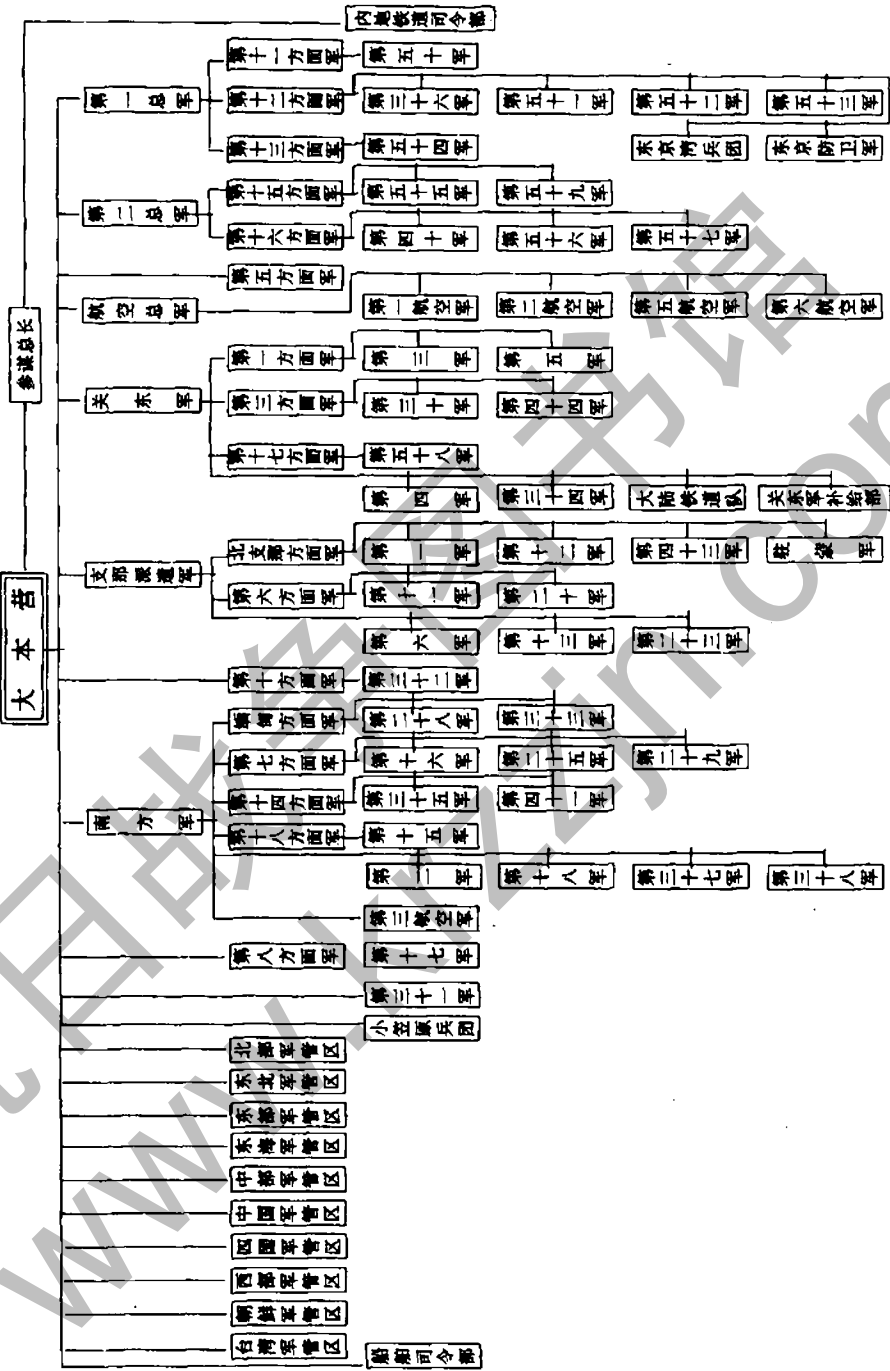 大本营
参谋总长
内地铁道司令部
第一总军
第十一方面军
第五十军
第十二方面军
第三十六军
第五十一军
第五十二军
第五十三军
东京湾兵团
东京防卫军
第十三方面军
第五十四军
第二总军
第十五方面军
第五十五军
第五十九军
第十六方面军
第四十军
第五十六军
第五十七军
第五方面军
航空总军
第一航空军
第二航空军
第五航空军
第六航空军
关东军
第一方面军
第三军
第五军
第三方面军
第三十军
第四十四军
第十七方面军
第五十八军
第四军
第三十四军
大陆铁道队
关东军补给部
支那派遣军
北支那方面军
第一军
第十二军
第四十三军
驻蒙军
第六方面军
第十一军
第二十军
第六军
第十三军
第二十三军
第十方面军
第三十二军
南方军
缅甸方面军
第二十八军
第三十三军
第七方面军
第十六军
第二十五军
第二十九军
第十四方面军
第三十五军
第四十一军
第十八方面军
第十五军
第十八军
第三十七军
第三十八军
第三航空军
第八方面军
第十七军
第三十一军
小笠原兵团
北部军管区
东北军管区
东部军管区
东海军管区
中部军管区
中国军管区
四国军管区
西部军管区
朝鲜军管区
台湾军管区
船舶司令部
日战争图书馆
www.krzzjn.com